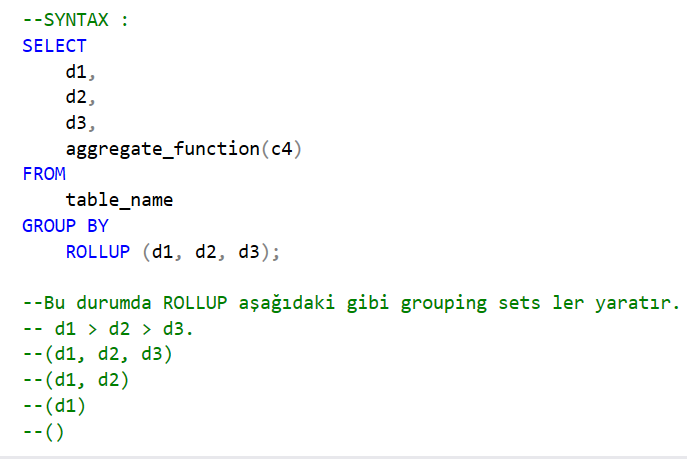 --SYNTAX :
SELECT
    d1,
    d2,
    d3,
    aggregate_function(c4)
FROM
    table_name
GROUP BY
    ROLLUP (d1, d2, d3);

--Bu durumda ROLLUP aşağıdaki gibi grouping sets ler yaratır.
-- d1 > d2 > d3.
--(d1, d2, d3)
--(d1, d2)
--(d1)
--()